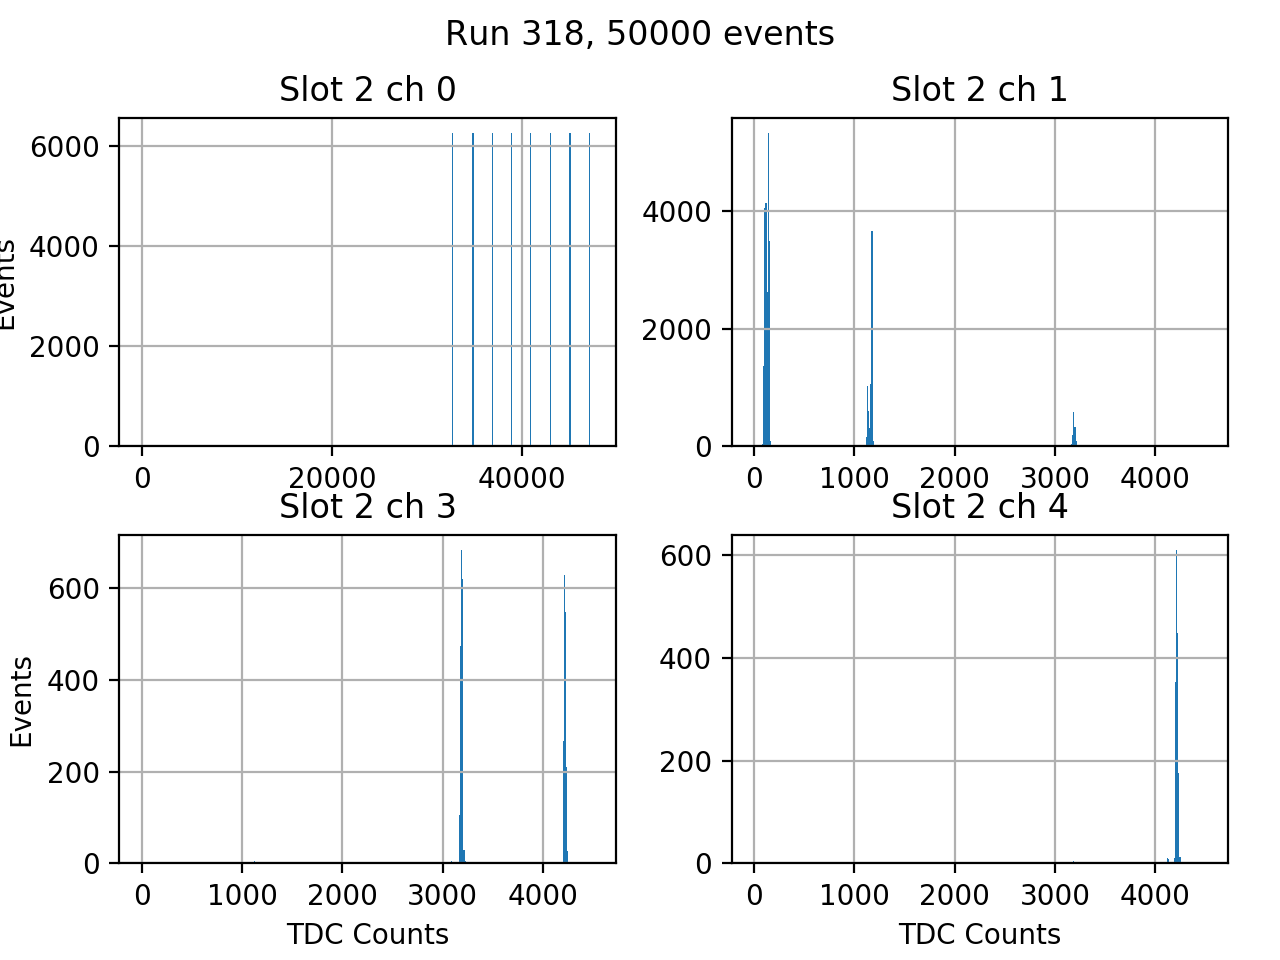 Run 318, 50000 events
Slot 2 ch 0
Slot 2 ch 1
6000
4000
2000
0
Events
0 20000 40000
4000
2000
0
0 1000 2000 3000 4000
Slot 2 ch 3
Slot 2 ch 4
600
400
200
0
Events
0 1000 2000 3000 4000
TDC Counts
600
400
200
0
0 1000 2000 3000 4000
TDC Counts